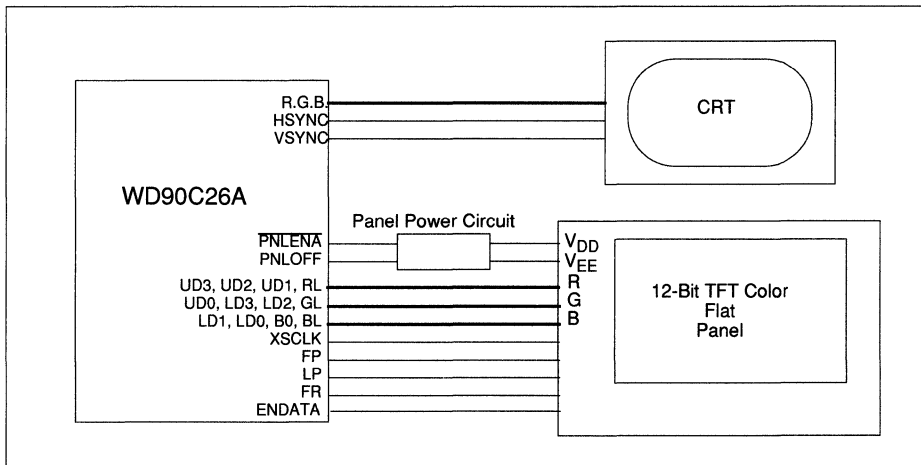 R.G.B.
HSYNC
VSYNC
CRT
WD90C26A
Panel Power Circuit
PNLENA
PNLOFF
VDD
VEE
UD3, UD2, UD1, RL
R
UD0, LD3, LD2, GL
G
LD1, LD0, B0, BL
B
XSCLK
FP
LP
FR
ENDATA
12-Bit TFT Color
Flat
Panel